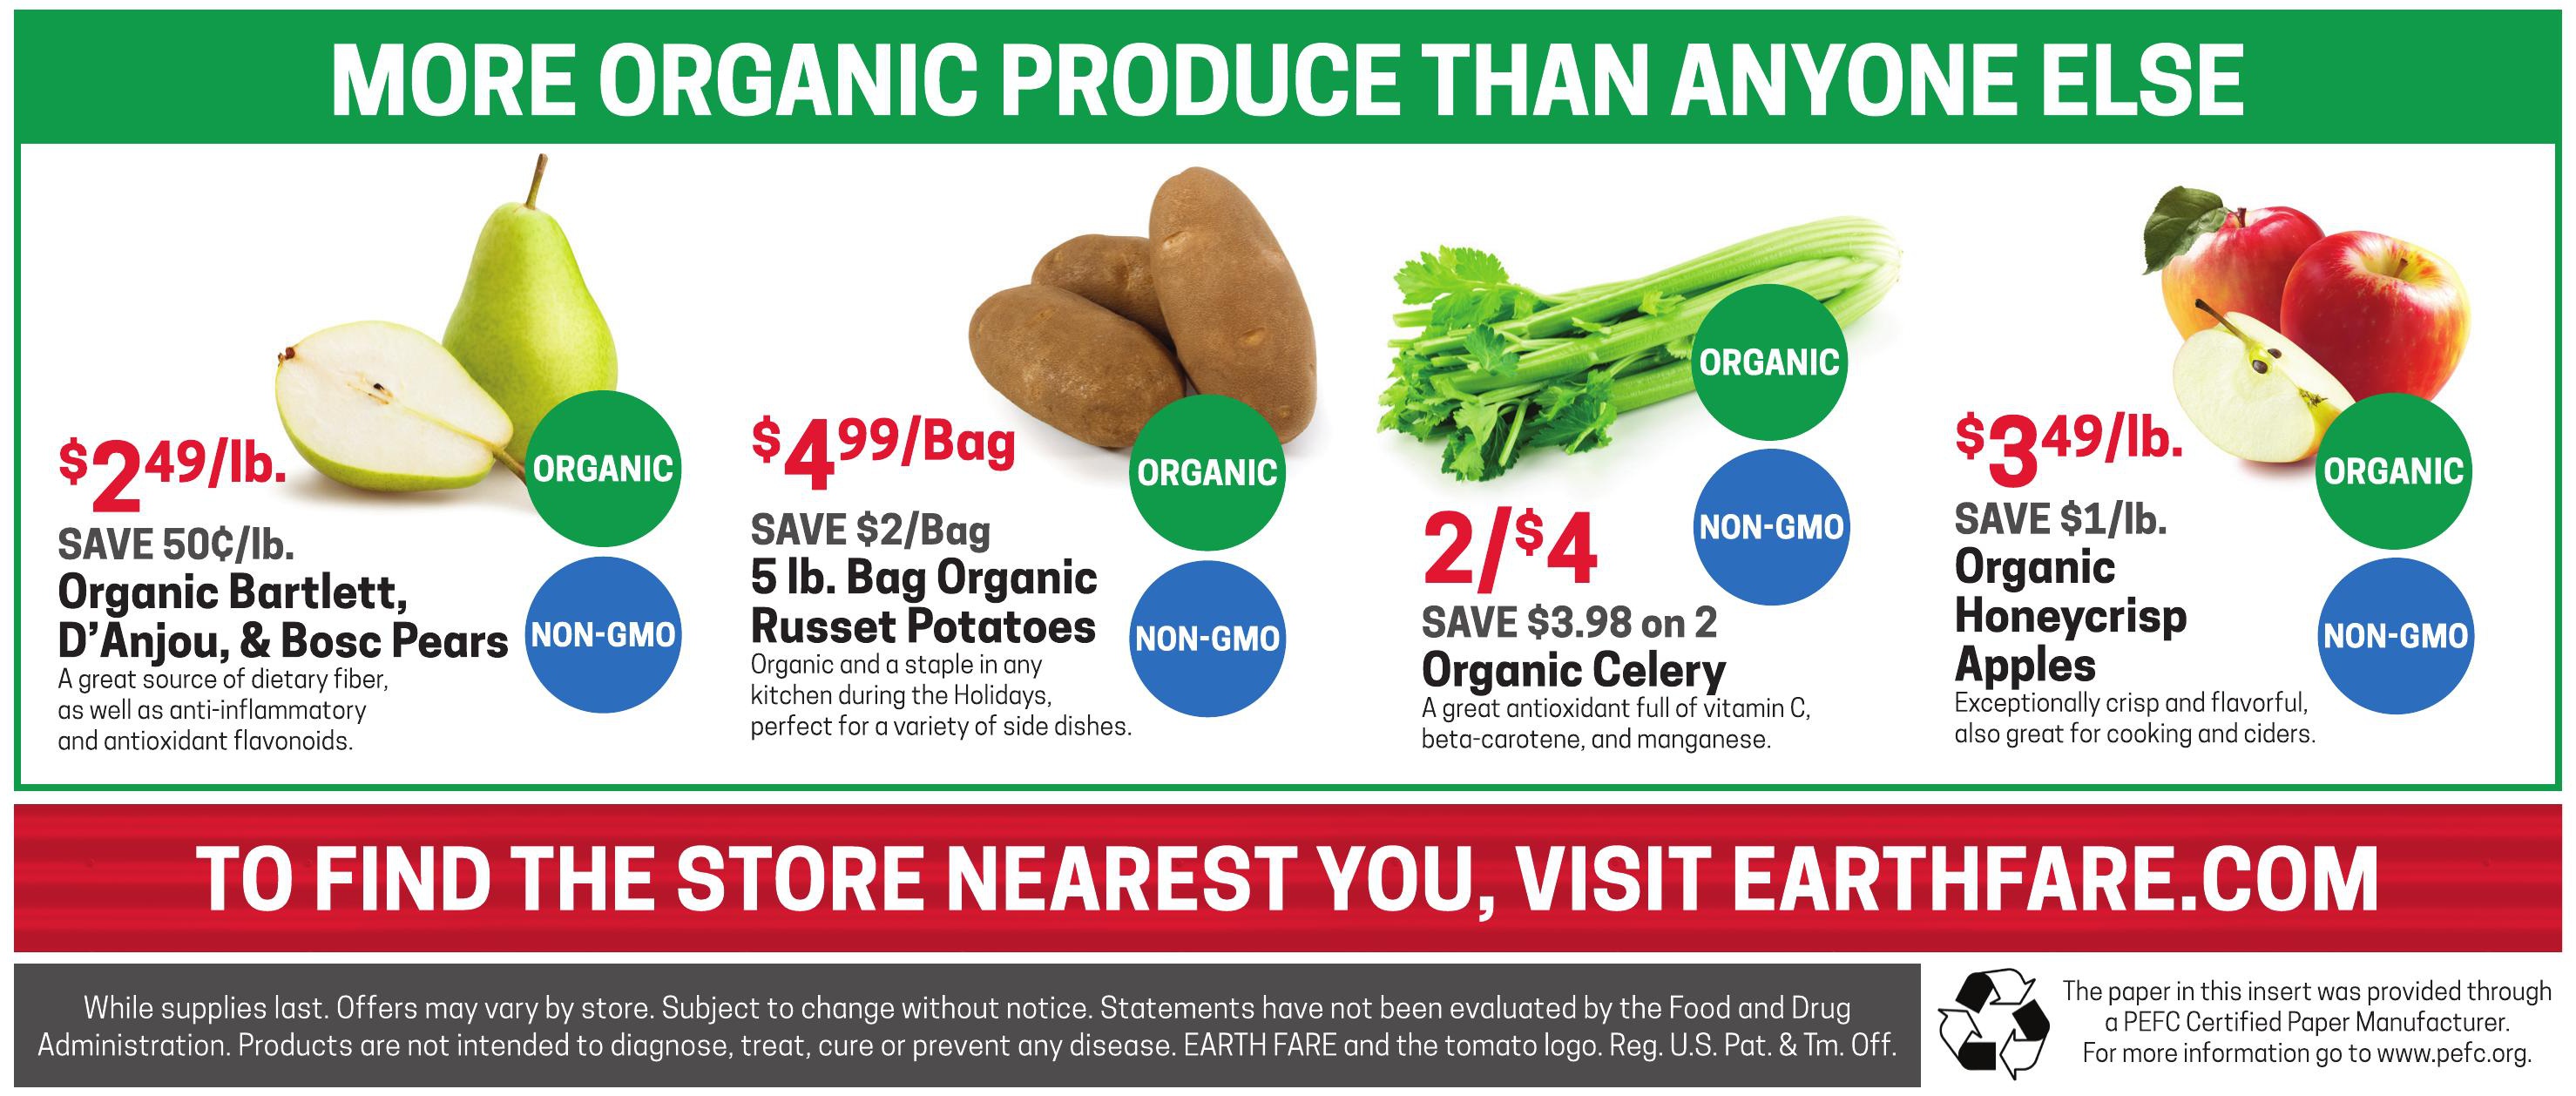 MORE ORGANIC PRODUCE THAN ANYONE ELSE
$2 49/lb.
SAVE 50¢/lb.
Organic Bartlett,
D'Anjou, & Bosc Pears
A great source of dietary fiber,
as well as anti-inflammatory
and antioxidant flavonoids.
ORGANIC
NON-GMO
$4 99/Bag
SAVE $2/Bag
5 lb. Bag Organic
Russet Potatoes
Organic and a staple in any
kitchen during the Holidays,
perfect for a variety of side dishes.
ORGANIC
NON-GMO
2/$4
SAVE $3.98 on 2
Organic Celery
A great antioxidant full of vitamin C,
beta-carotene, and manganese.
ORGANIC
NON-GMO
$3 49/lb.
SAVE $1/lb.
Organic
Honeycrisp
Apples
Exceptionally crisp and flavorful,
also great for cooking and ciders.
ORGANIC
NON-GMO
TO FIND THE STORE NEAREST YOU, VISIT EARTHFARE.COM
While supplies last. Offers may vary by store. Subject to change without notice. Statements have not been evaluated by the Food and Drug
Administration. Products are not intended to diagnose, treat, cure or prevent any disease. EARTH FARE and the tomato logo. Reg. U.S. Pat. & Tm. Off.
The paper in this insert was provided through
a PEFC Certified Paper Manufacturer.
For more information go to www.pefc.org.